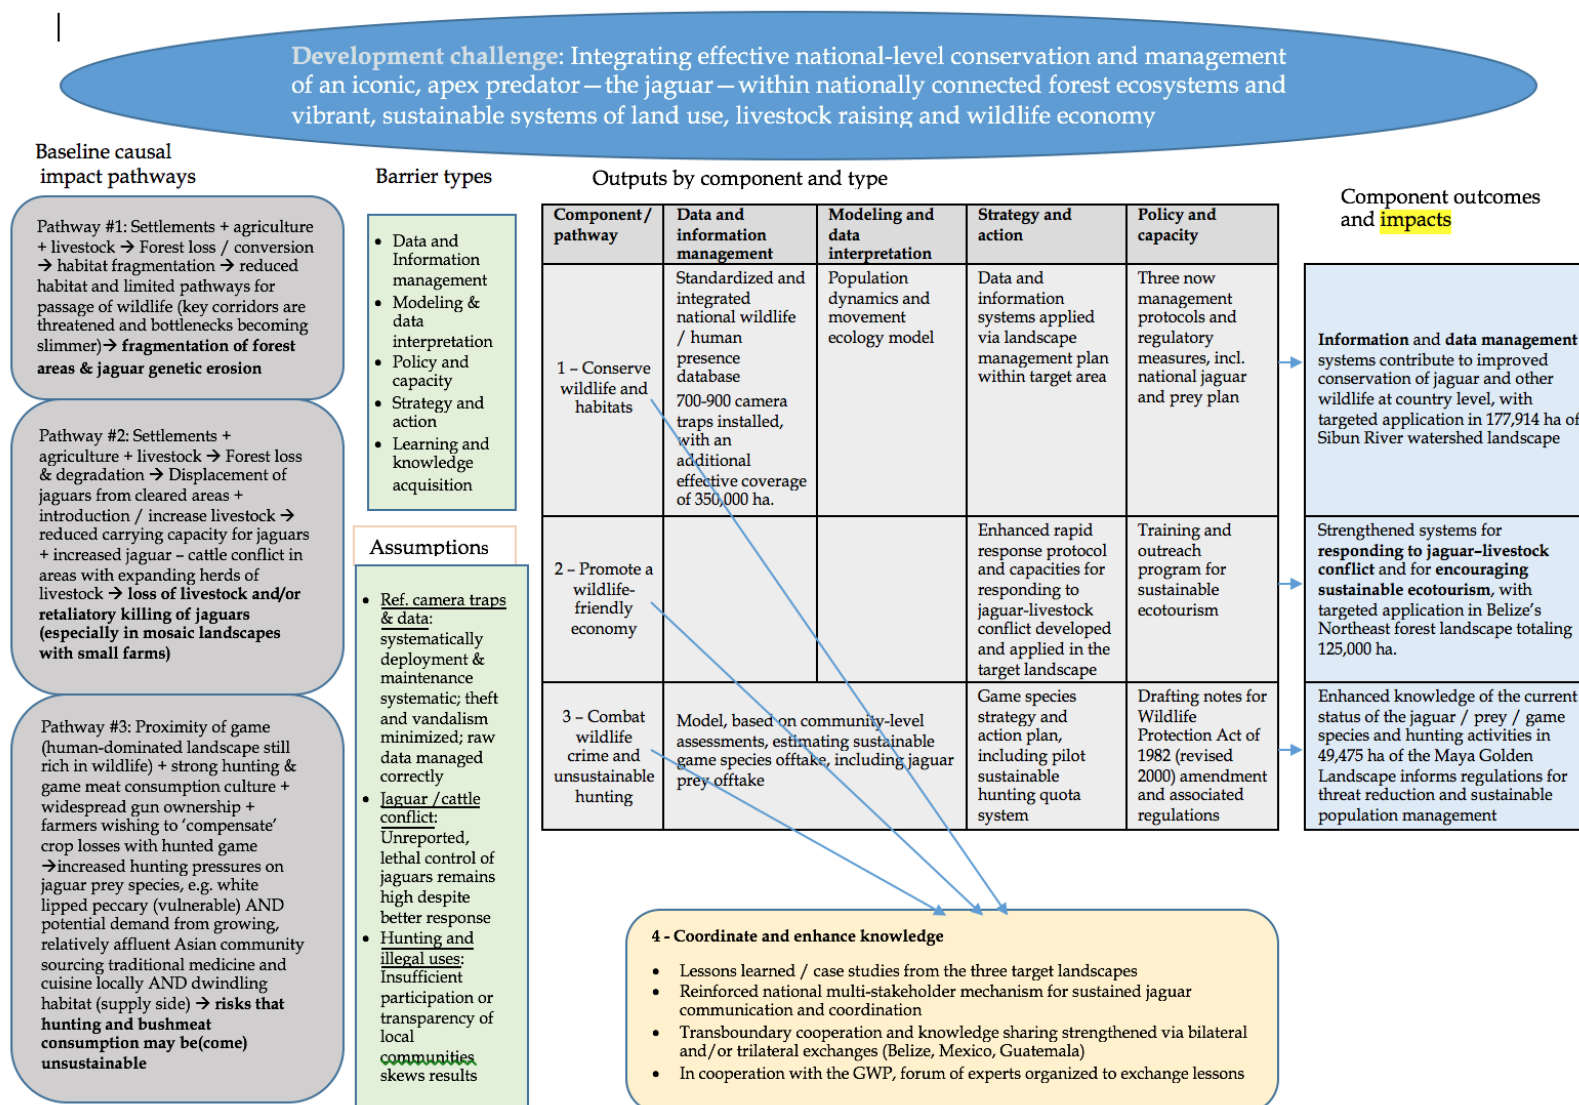 Development challenge: Integrating effective national-level conservation and management
of an iconic, apex predator—the jaguar—within nationally connected forest ecosystems and
vibrant, sustainable systems of land use, livestock raising and wildlife economy
Baseline causal
impact pathways
Pathway #1: Settlements + agriculture
+ livestock → Forest loss / conversion
→ habitat fragmentation → reduced
habitat and limited pathways for
passage of wildlife (key corridors are
threatened and bottlenecks becoming
slimmer)→ fragmentation of forest
areas & jaguar genetic erosion
Pathway #2: Settlements +
agriculture + livestock → Forest loss
& degradation → Displacement of
jaguars from cleared areas +
introduction / increase livestock →
reduced carrying capacity for jaguars
+ increased jaguar – cattle conflict in
areas with expanding herds of
livestock → loss of livestock and/or
retaliatory killing of jaguars
(especially in mosaic landscapes
with small farms)
Pathway #3: Proximity of game
(human-dominated landscape still
rich in wildlife) + strong hunting &
game meat consumption culture +
widespread gun ownership +
farmers wishing to ‘compensate’
crop losses with hunted game
→increased hunting pressures on
jaguar prey species, e.g. white
lipped peccary (vulnerable) AND
potential demand from growing,
relatively affluent Asian community
sourcing traditional medicine and
cuisine locally AND dwindling
habitat (supply side) → risks that
hunting and bushmeat
consumption may be(come)
unsustainable
Barrier types
• Data and
Information
management
• Modeling &
data
interpretation
• Policy and
capacity
• Strategy and
action
• Learning and
knowledge
acquisition
Assumptions
• Ref. camera traps
& data:
systematically
deployment &
maintenance
systematic; theft
and vandalism
minimized; raw
data managed
correctly
• Jaguar /cattle
conflict:
Unreported,
lethal control of
jaguars remains
high despite
better response
• Hunting and
illegal uses:
Insufficient
participation or
transparency of
local
communities
skews results
Outputs by component and type
Component/
pathway
Data and
information
management
Modeling and
data
interpretation
Strategy and
action
Policy and
capacity
1 – Conserve
wildlife and
habitats
Standardized and
integrated
national wildlife
/ human
presence
database
700-900 camera
traps installed,
with an
additional
effective coverage
of 350,000 ha.
Population
dynamics and
movement
ecology model
Data and
information
systems applied
via landscape
management plan
within target area
Three now
management
protocols and
regulatory
measures, incl.
national jaguar
and prey plan
2 – Promote a
wildlife-
friendly
economy
Enhanced rapid
response protocol
and capacities for
responding to
jaguar-livestock
conflict developed
and applied in the
target landscape
Training and
outreach
program for
sustainable
ecotourism
3 – Combat
wildlife
crime and
unsustainable
hunting
Model, based on community-level
assessments, estimating sustainable
game species offtake, including jaguar
prey offtake
Game species
strategy and
action plan,
including pilot
sustainable
hunting quota
system
Drafting notes for
Wildlife
Protection Act of
1982 (revised
2000) amendment
and associated
regulations
Component outcomes
and impacts
Information and data management
systems contribute to improved
conservation of jaguar and other
wildlife at country level, with
targeted application in 177,914 ha of
Sibun River watershed landscape
Strengthened systems for
responding to jaguar–livestock
conflict and for encouraging
sustainable ecotourism, with
targeted application in Belize’s
Northeast forest landscape totaling
125,000 ha.
Enhanced knowledge of the current
status of the jaguar / prey / game
species and hunting activities in
49,475 ha of the Maya Golden
Landscape informs regulations for
threat reduction and sustainable
population management
4 - Coordinate and enhance knowledge
• Lessons learned / case studies from the three target landscapes
• Reinforced national multi-stakeholder mechanism for sustained jaguar
communication and coordination
• Transboundary cooperation and knowledge sharing strengthened via bilateral
and/or trilateral exchanges (Belize, Mexico, Guatemala)
• In cooperation with the GWP, forum of experts organized to exchange lessons